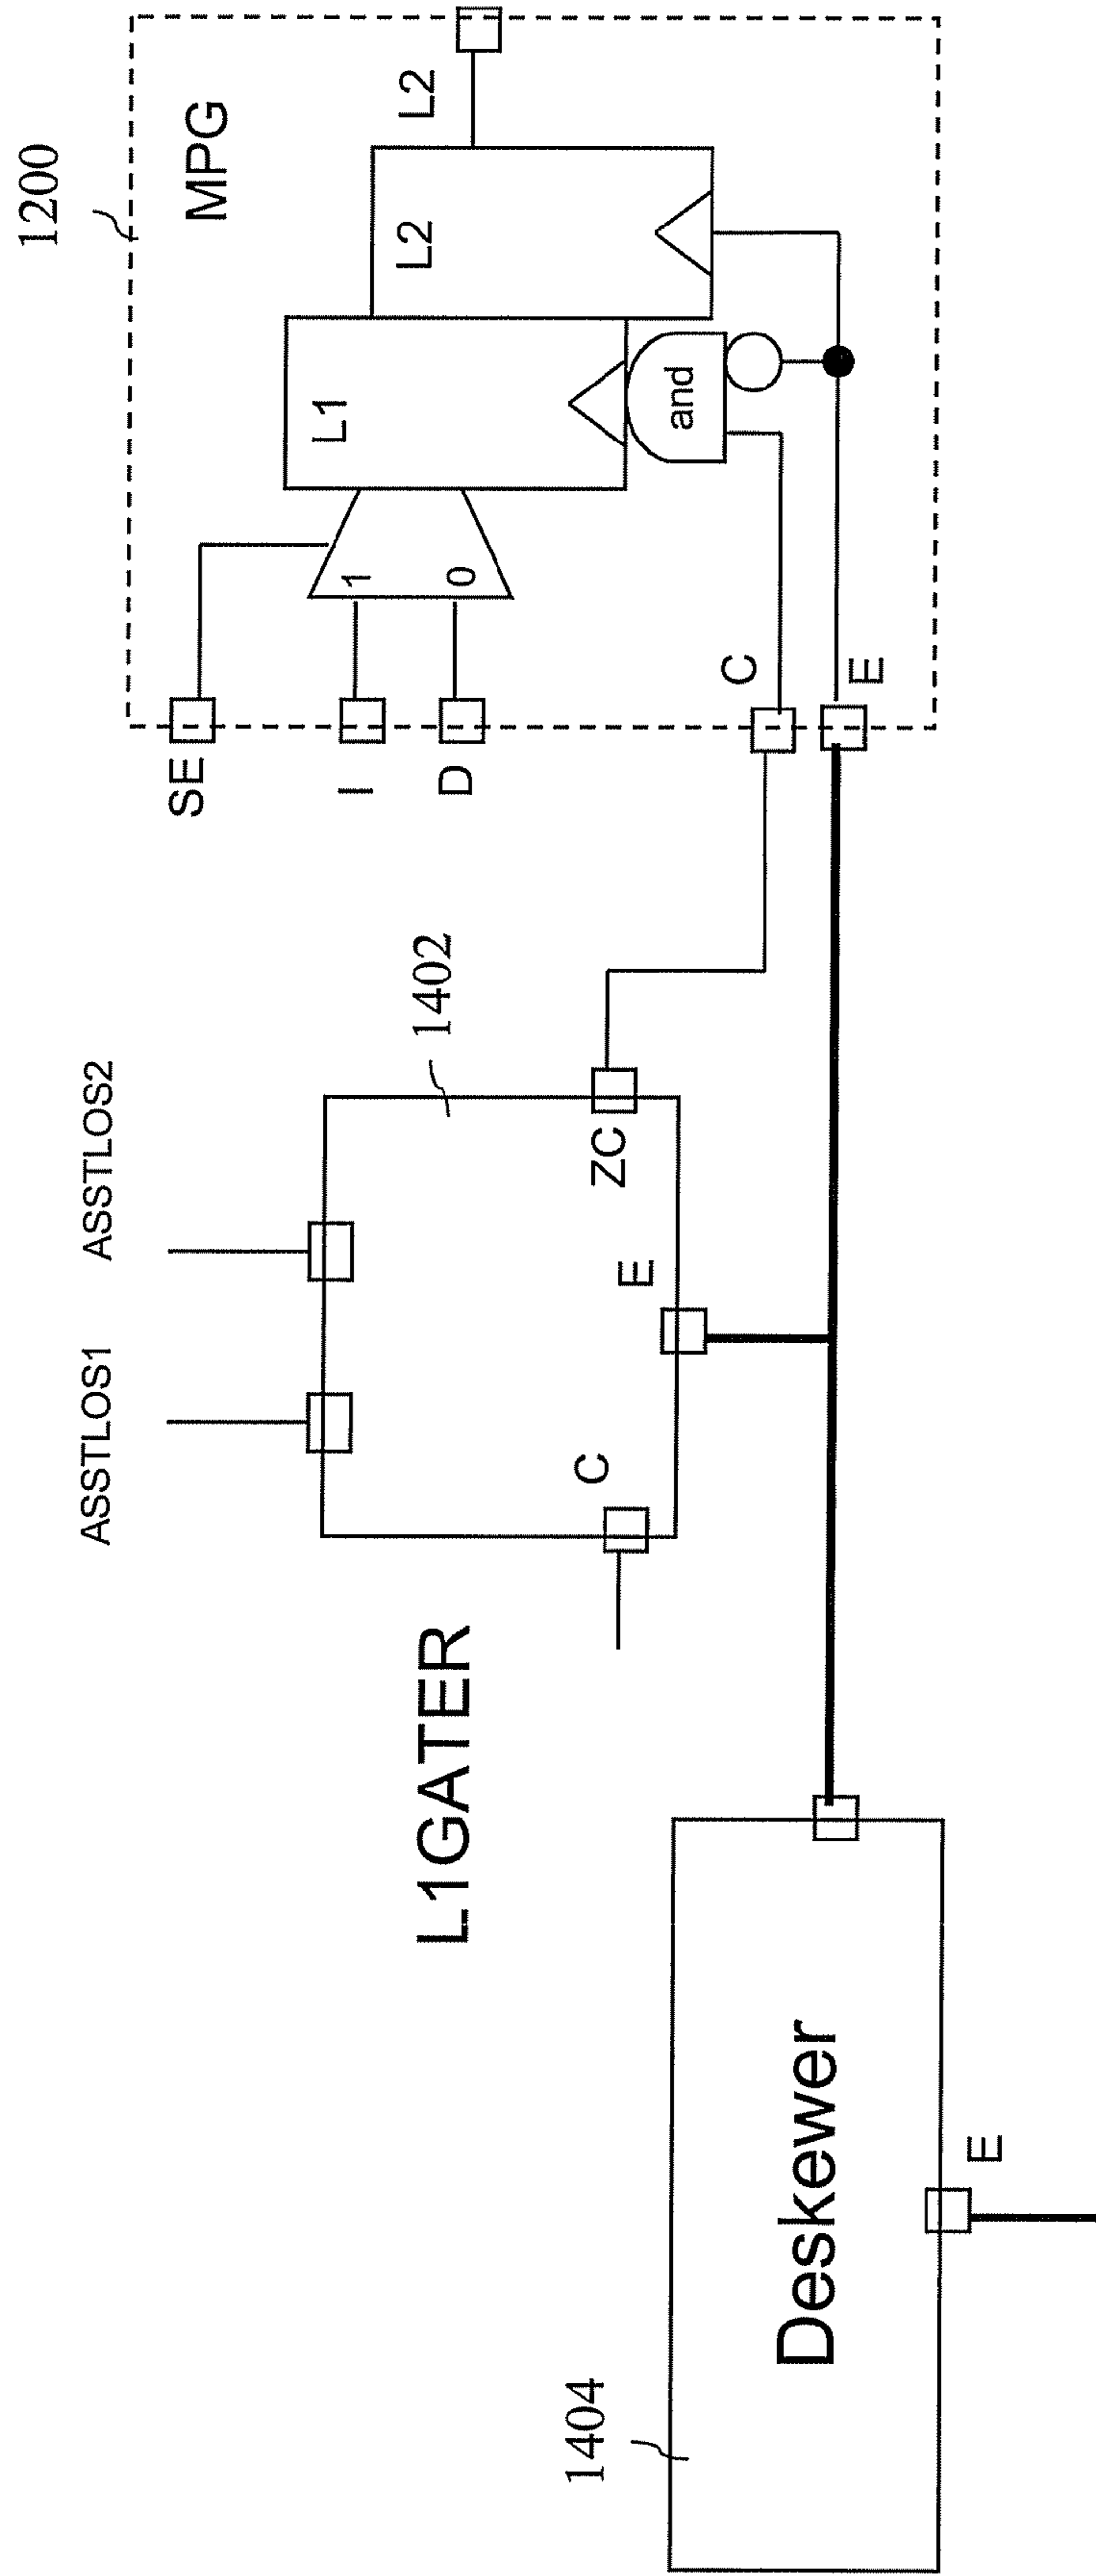 1200
MPG
SE
I
D
1
0
L1
L2
L2
and
C
E
ASSTLOS1
ASSTLOS2
1402
L1GATER
C
E
ZC
1404
Deskewer
E